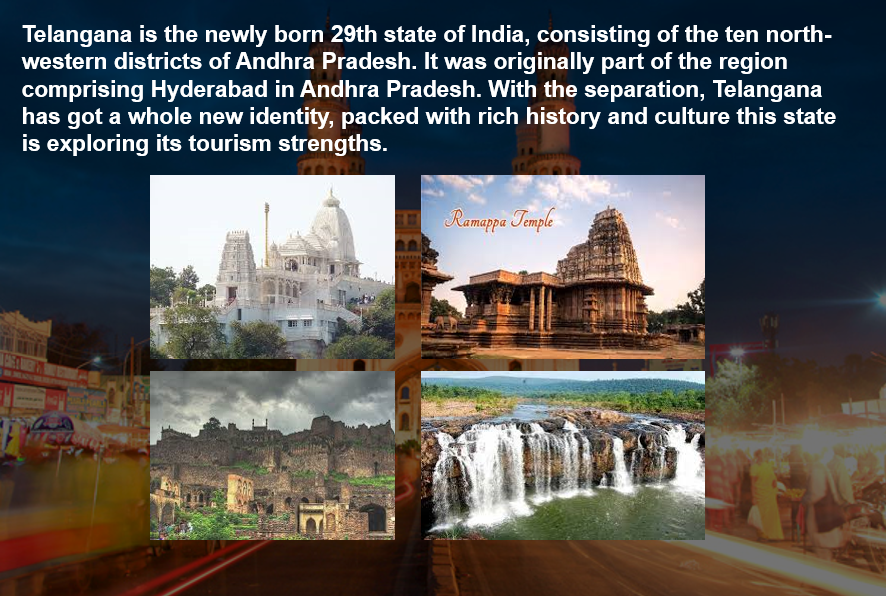 Telangana is the newly born 29th state of India, consisting of the ten north-
western districts of Andhra Pradesh. It was originally part of the region
comprising Hyderabad in Andhra Pradesh. With the separation, Telangana
has got a whole new identity, packed with rich history and culture this state
is exploring its tourism strengths.
Ramappa Temple